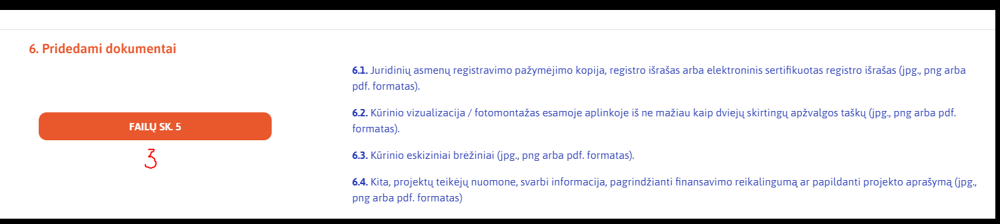 6. Pridedami dokumentai
6.1. Juridinių asmenų registravimo pažymėjimo kopija, registro išrašas arba elektroninis sertifikuotas registro išrašas (jpg., png arba
pdf. formatas).
6.2. Kūrinio vizualizacija / fotomontažas esamoje aplinkoje iš ne mažiau kaip dviejų skirtingų apžvalgos taškų (jpg., png arba pdf.
formatas).
FAILŲ SK. 5
3
6.3. Kūrinio eskiziniai brėžiniai (jpg., png arba pdf. formatas).
6.4. Kita, projektų teikėjų nuomone, svarbi informacija, pagrindžianti finansavimo reikalingumą ar papildanti projekto aprašymą (jpg.,
png arba pdf. formatas)